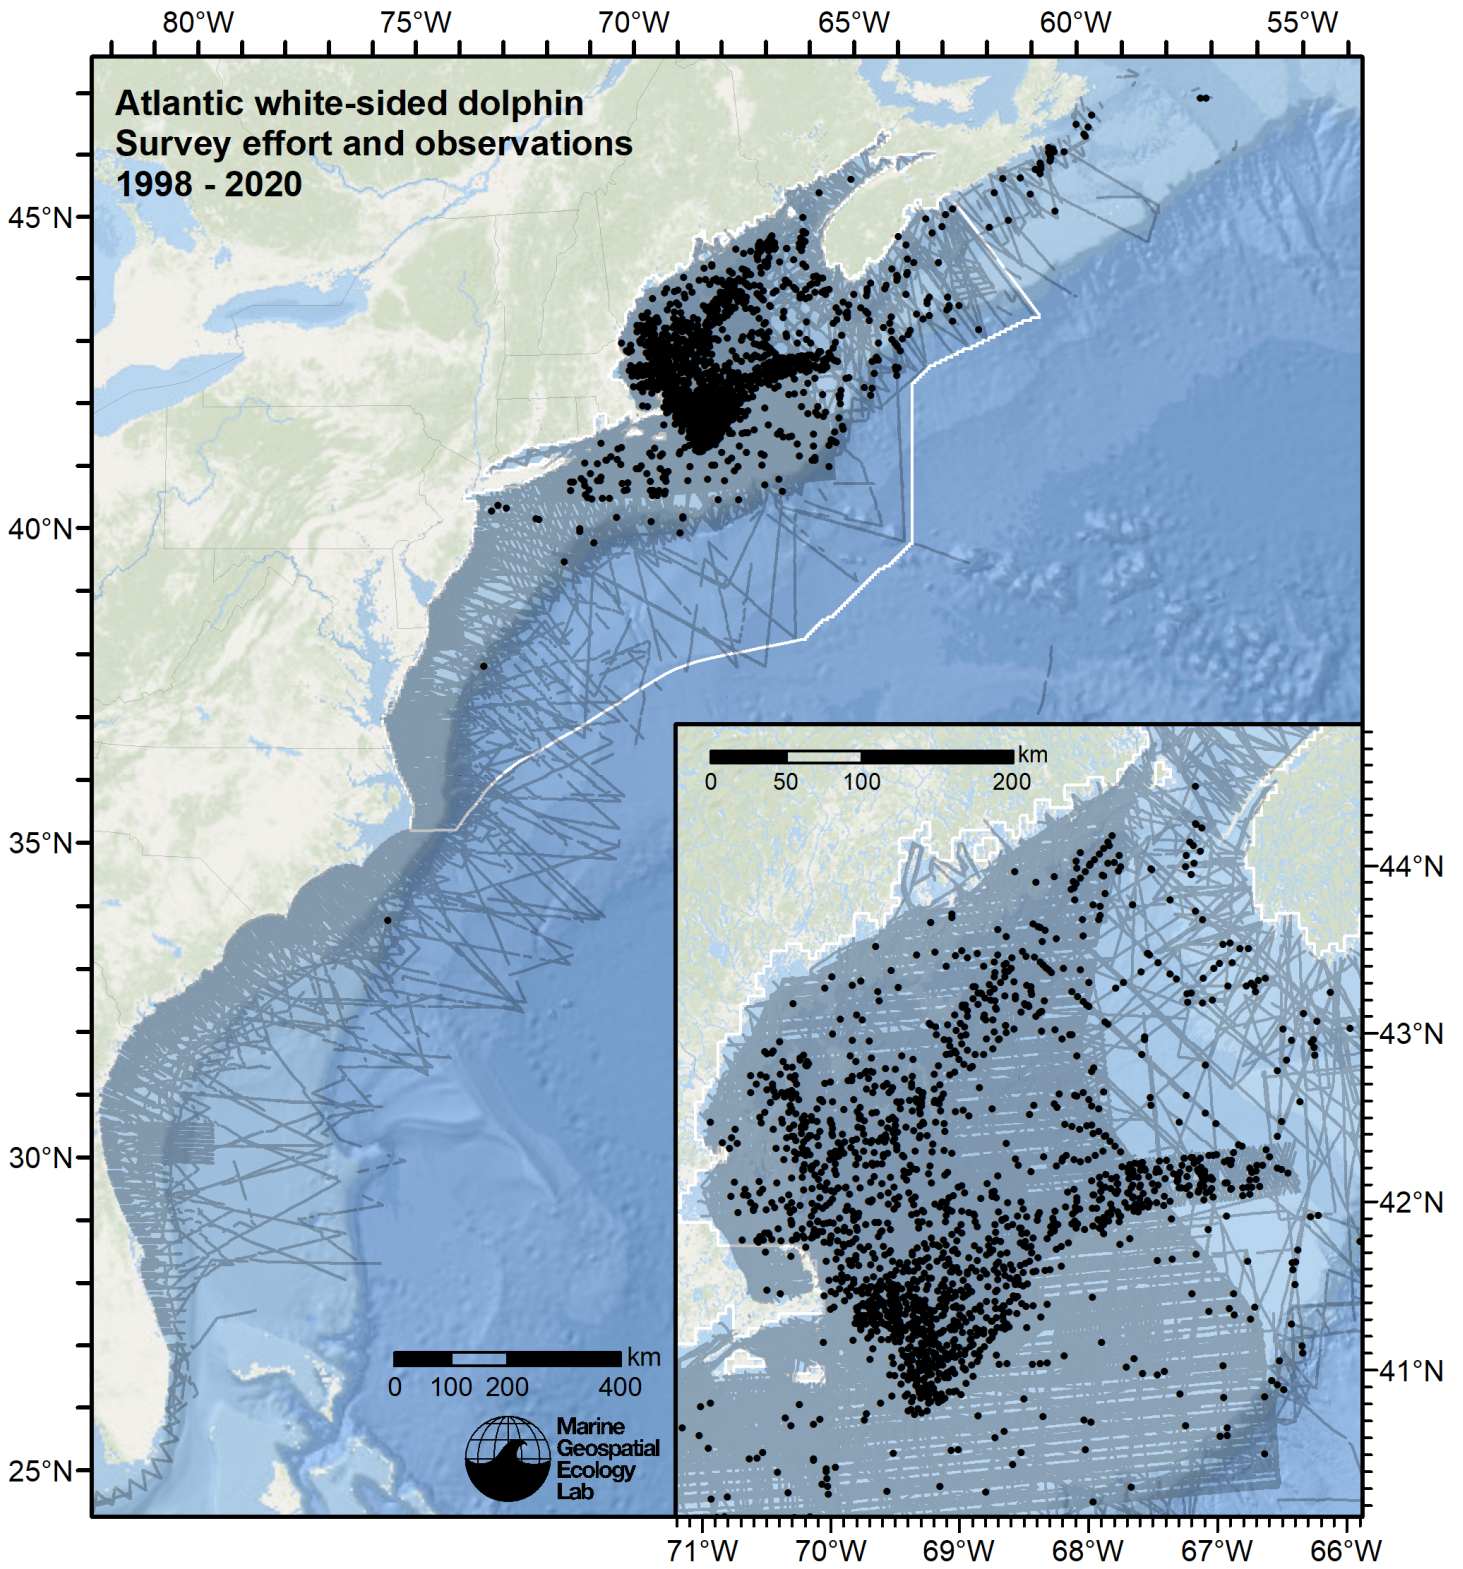 80°W 75°W 70°W 65°W 60°W 55°W
Atlantic white-sided dolphin
Survey effort and observations
1998 - 2020
45°N
40°N
35°N
30°N
25°N
km
0 50 100 200
44°N
43°N
42°N
41°N
km
0 100 200 400
Marine
Geospatial
Ecology
Lab
71°W 70°W 69°W 68°W 67°W 66°W